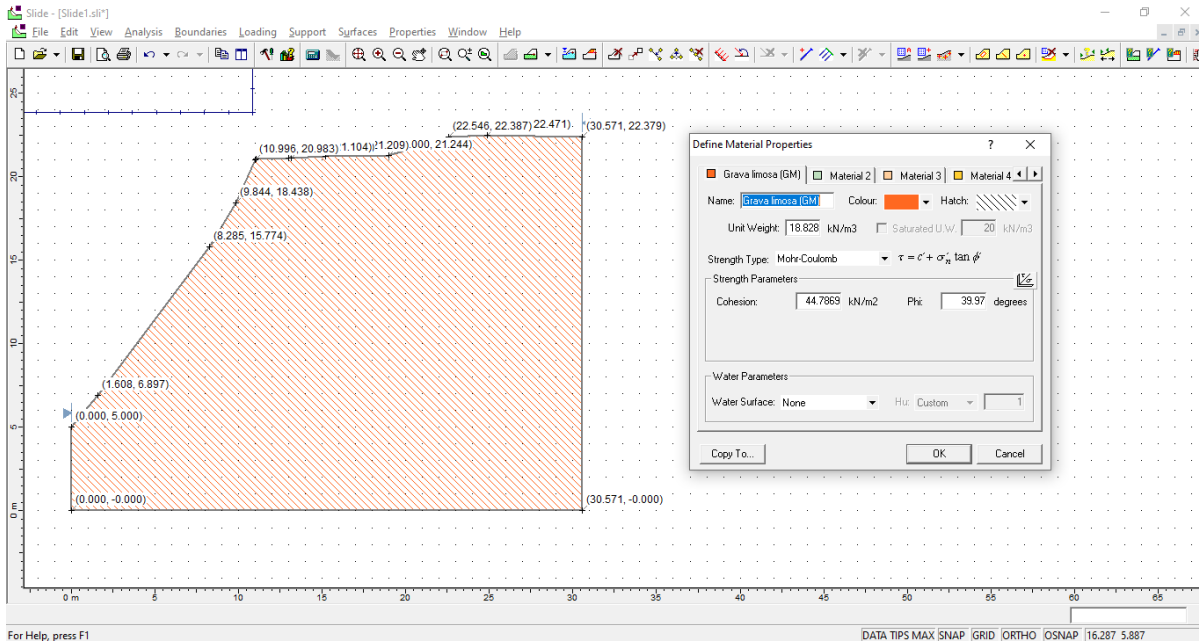 Slide - [Slide1.sli*]
File Edit View Analysis Boundaries Loading Support Surfaces Properties Window Help
25
20
15
10
5
0 m
(22.546, 22.387) 22.471)
(30.571, 22.379)
(10.996, 20.983) 1.104) 21.209) .000, 21.244)
(9.844, 18.438)
(8.285, 15.774)
(1.608, 6.897)
(0.000, 5.000)
(0.000, -0.000)
(30.571, -0.000)
0 m 5 10 15 20 25 30 35 40 45 50 55 60 65
Define Material Properties
? X
Grava limosa (GM) Material 2 Material 3 Material 4
Name: Grava limosa (GM) Colour: Hatch:
Unit Weight: 18.828 kN/m3 Saturated U.W. 20 kN/m3
Strength Type: Mohr-Coulomb τ = c' + σ'n tan ϕ'
Strength Parameters
Cohesion: 44.7869 kN/m2 Phi: 39.97 degrees
Water Parameters
Water Surface: None Hu: Custom 1
Copy To... OK Cancel
For Help, press F1
DATA TIPS MAX SNAP GRID ORTHO OSNAP 16.287 5.887